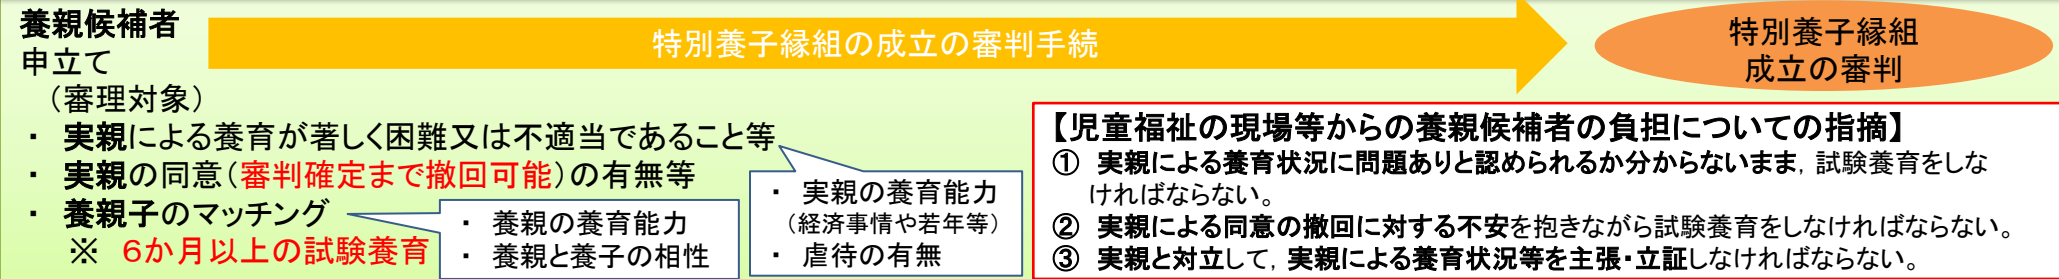 養親候補者
申立て
（審理対象）
・ 実親による養育が著しく困難又は不適当であること等
・ 実親の同意（審判確定まで撤回可能）の有無等
・ 養親子のマッチング
※ ６か月以上の試験養育
特別養子縁組の成立の審判手続
特別養子縁組
成立の審判
・ 養親の養育能力
・ 養親と養子の相性
・ 実親の養育能力
（経済事情や若年等）
・ 虐待の有無
【児童福祉の現場等からの養親候補者の負担についての指摘】
① 実親による養育状況に問題ありと認められるか分からないまま，試験養育をしな
ければならない。
② 実親による同意の撤回に対する不安を抱きながら試験養育をしなければならない。
③ 実親と対立して，実親による養育状況等を主張・立証しなければならない。